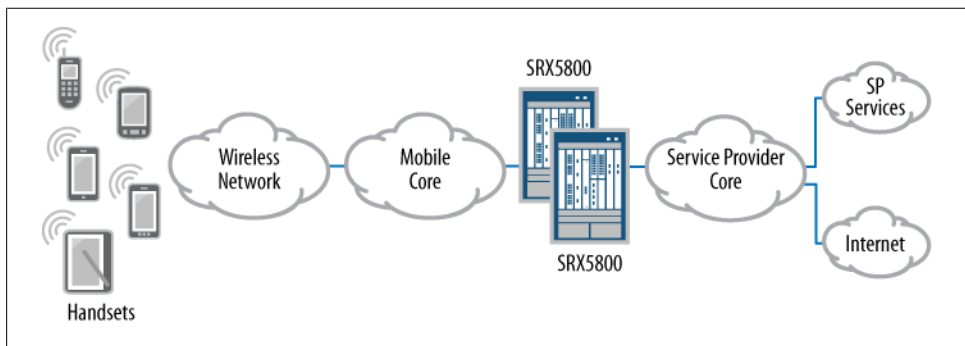 Handsets
Wireless
Network
Mobile
Core
SRX5800
SRX5800
Service Provider
Core
SP
Services
Internet